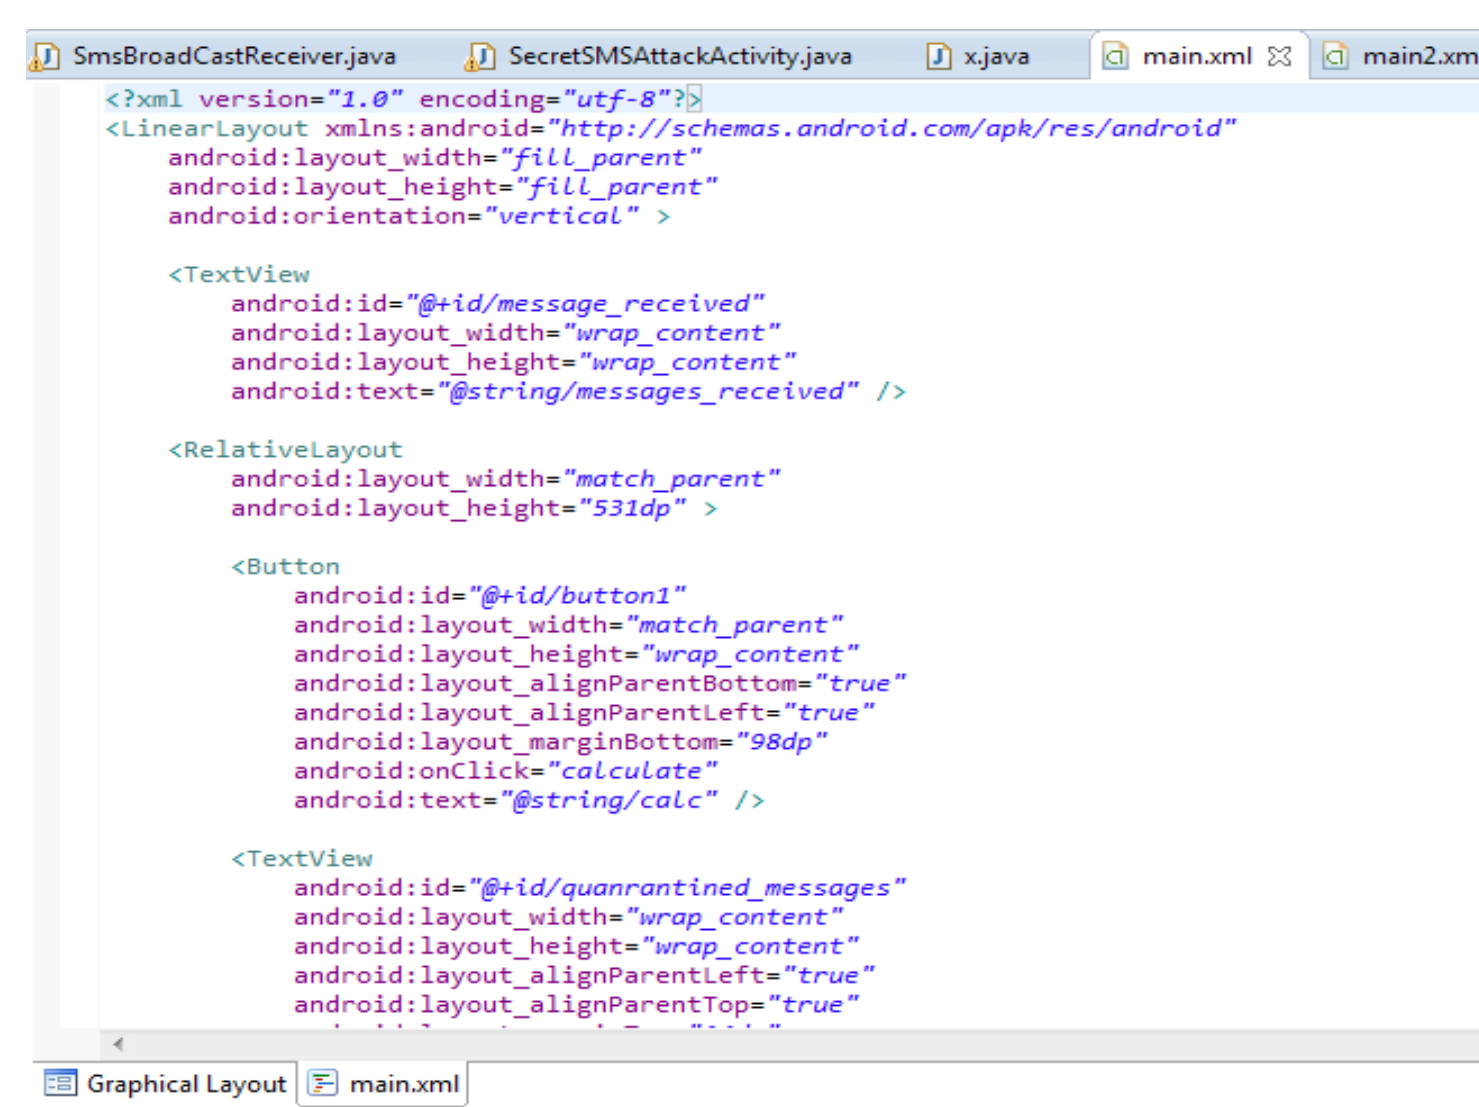 SmsBroadCastReceiver.java SecretSMSAttackActivity.java x.java main.xml main2.xm
<?xml version="1.0" encoding="utf-8"?>
<LinearLayout xmlns:android="http://schemas.android.com/apk/res/android"
    android:layout_width="fill_parent"
    android:layout_height="fill_parent"
    android:orientation="vertical" >

    <TextView
        android:id="@+id/message_received"
        android:layout_width="wrap_content"
        android:layout_height="wrap_content"
        android:text="@string/messages_received" />

    <RelativeLayout
        android:layout_width="match_parent"
        android:layout_height="531dp" >

        <Button
            android:id="@+id/button1"
            android:layout_width="match_parent"
            android:layout_height="wrap_content"
            android:layout_alignParentBottom="true"
            android:layout_alignParentLeft="true"
            android:layout_marginBottom="98dp"
            android:onClick="calculate"
            android:text="@string/calc" />

        <TextView
            android:id="@+id/quanrantined_messages"
            android:layout_width="wrap_content"
            android:layout_height="wrap_content"
            android:layout_alignParentLeft="true"
            android:layout_alignParentTop="true"
Graphical Layout main.xml